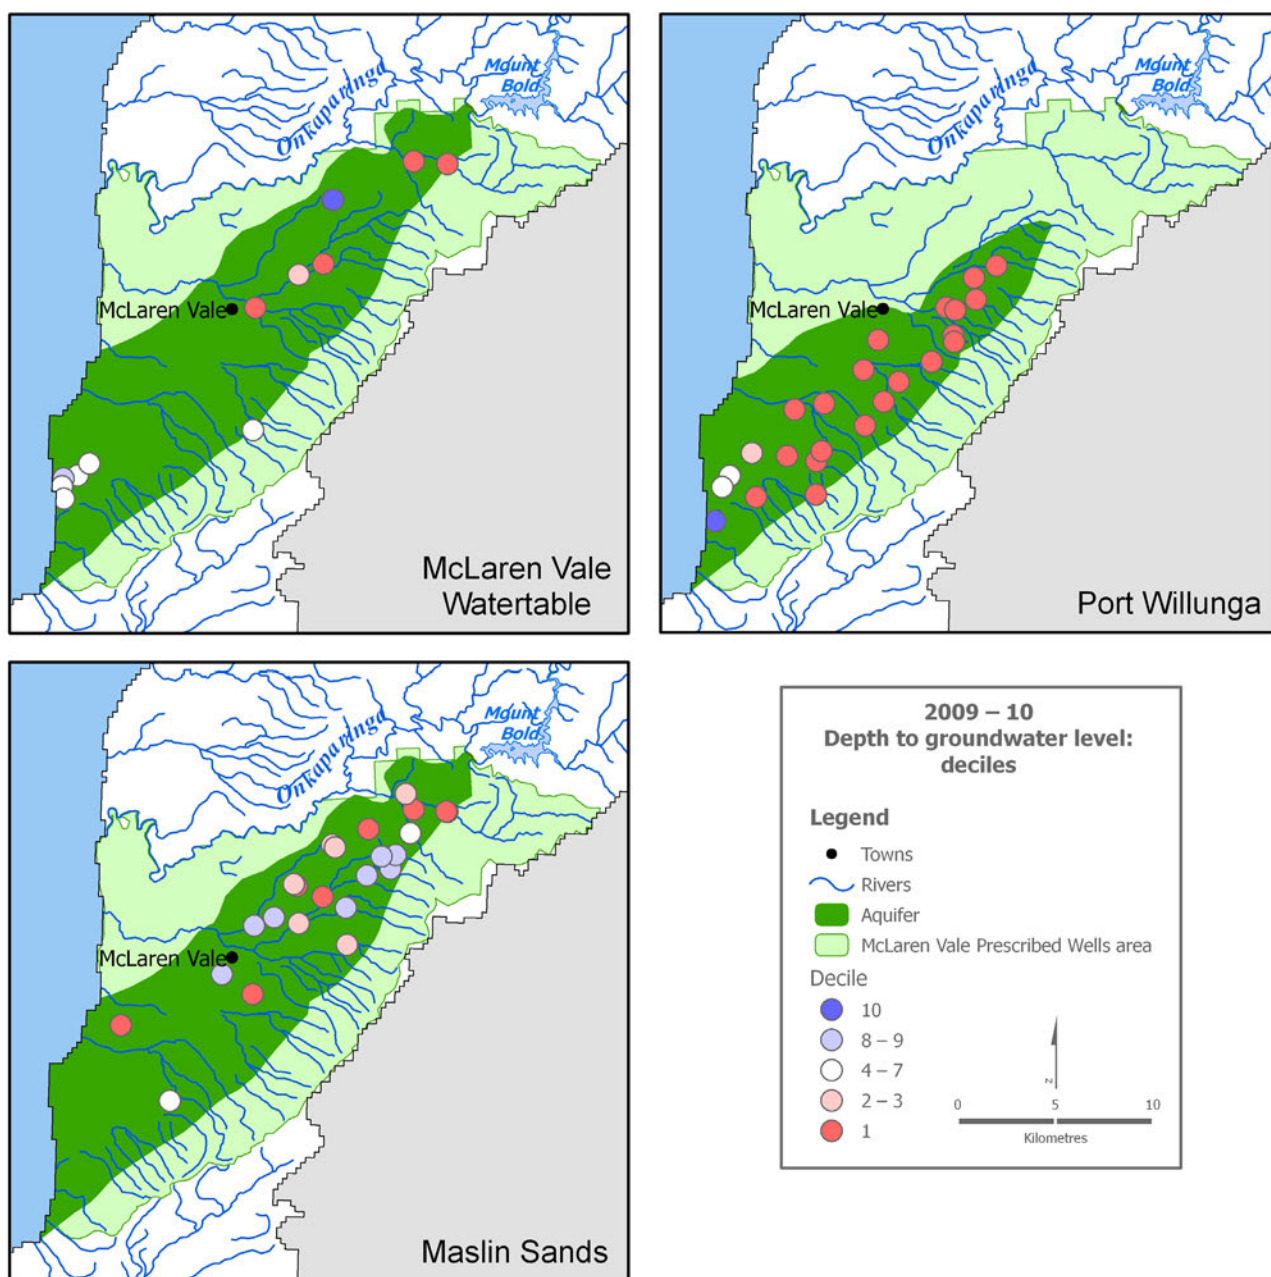 Mount
Bold
Onkaparinga
McLaren Vale
McLaren Vale
Watertable
Mount
Bold
Onkaparinga
McLaren Vale
Port Willunga
Mount
Bold
Onkaparinga
McLaren Vale
Maslin Sands
2009 – 10
Depth to groundwater level:
deciles
Legend
Towns
Rivers
Aquifer
McLaren Vale Prescribed Wells area
Decile
10
8 – 9
4 – 7
2 – 3
1
N
0 5 10
Kilometres